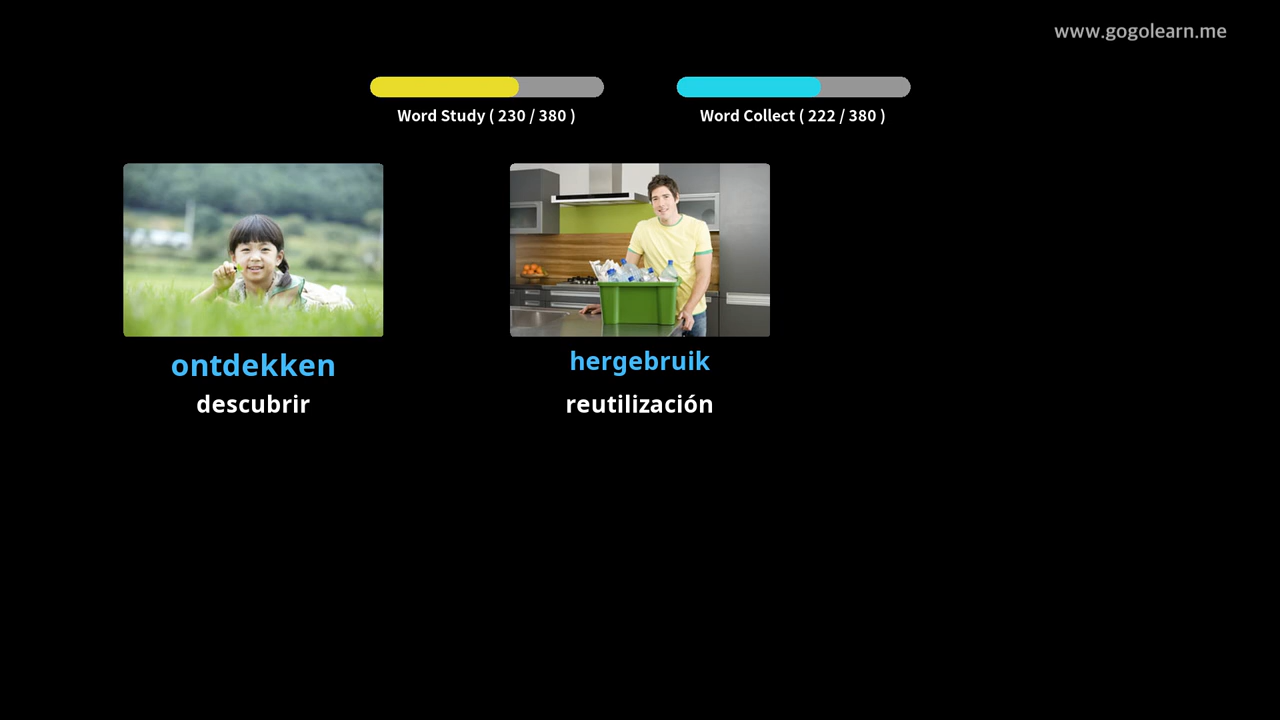 www.gogolearn.me
Word Study ( 230 / 380 )
Word Collect ( 222 / 380 )
ontdekken
descubrir
hergebruik
reutilización